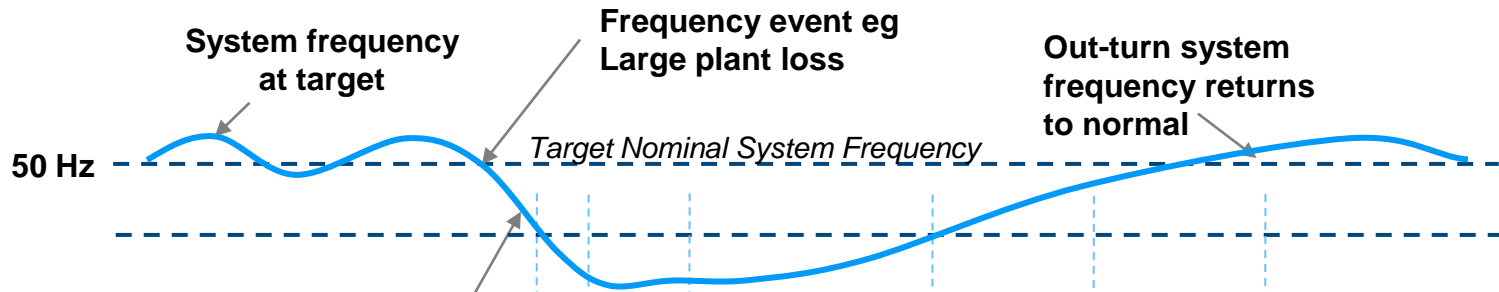 System frequency
at target
Frequency event eg
Large plant loss
Out-turn system
frequency returns
to normal
50 Hz
Target Nominal System Frequency